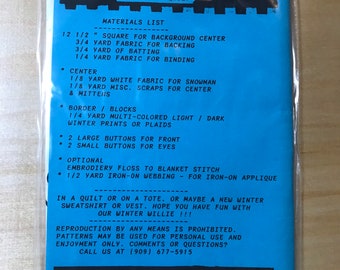 MATERIALS LIST
12 1/2 " SQUARE FOR BACKGROUND CENTER
3/4 YARD FABRIC FOR BACKING
3/4 YARD OF BATTING
1/4 YARD FABRIC FOR BINDING
* CENTER
1/8 YARD WHITE FABRIC FOR SNOWMAN
1/8 YARD MISC. SCRAPS FOR CENTER
& MITTENS
* BORDER / BLOCKS
1/4 YARD MULTI-COLORED LIGHT / DARK
WINTER PRINTS OR PLAIDS
* 2 LARGE BUTTONS FOR FRONT
* 2 SMALL BUTTONS FOR EYES
* OPTIONAL
EMBROIDERY FLOSS TO BLANKET STITCH
* 1/2 YARD IRON-ON WEBBING - FOR IRON-ON APPLIQUE
IN A QUILT OR ON A TOTE. OR MAYBE A NEW WINTER
SWEATSHIRT OR VEST. HOPE YOU HAVE FUN WITH
OUR WINTER WILLIE !!!
REPRODUCTION BY ANY MEANS IS PROHIBITED.
PATTERNS MAY BE USED FOR PERSONAL USE AND
ENJOYMENT ONLY. COMMENTS OR QUESTIONS?
CALL US AT (909) 677-5915